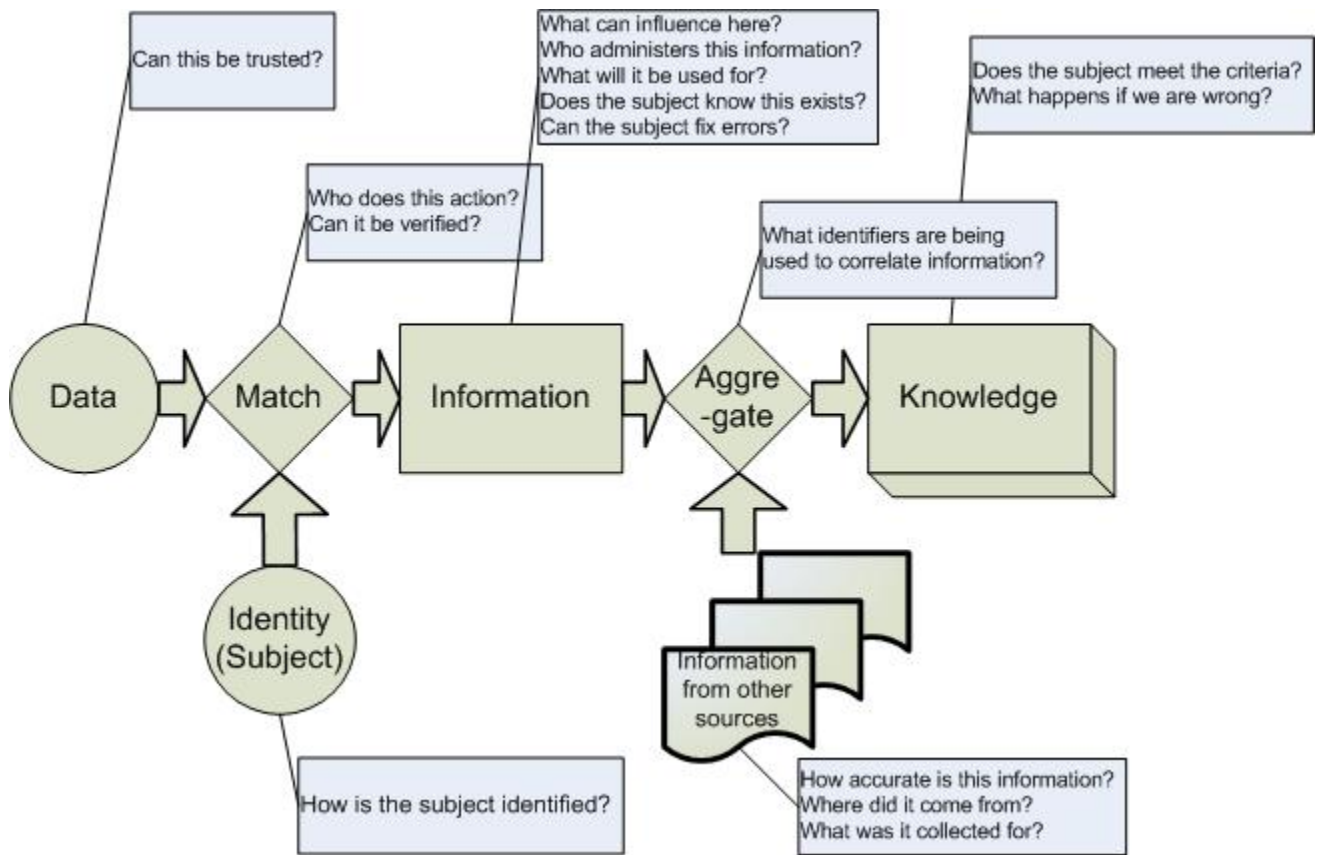 Can this be trusted?
What can influence here?
Who administers this information?
What will it be used for?
Does the subject know this exists?
Can the subject fix errors?
Does the subject meet the criteria?
What happens if we are wrong?
Who does this action?
Can it be verified?
What identifiers are being
used to correlate information?
Data
Match
Information
Aggre
-gate
Knowledge
Identity
(Subject)
Information
from other
sources
How is the subject identified?
How accurate is this information?
Where did it come from?
What was it collected for?